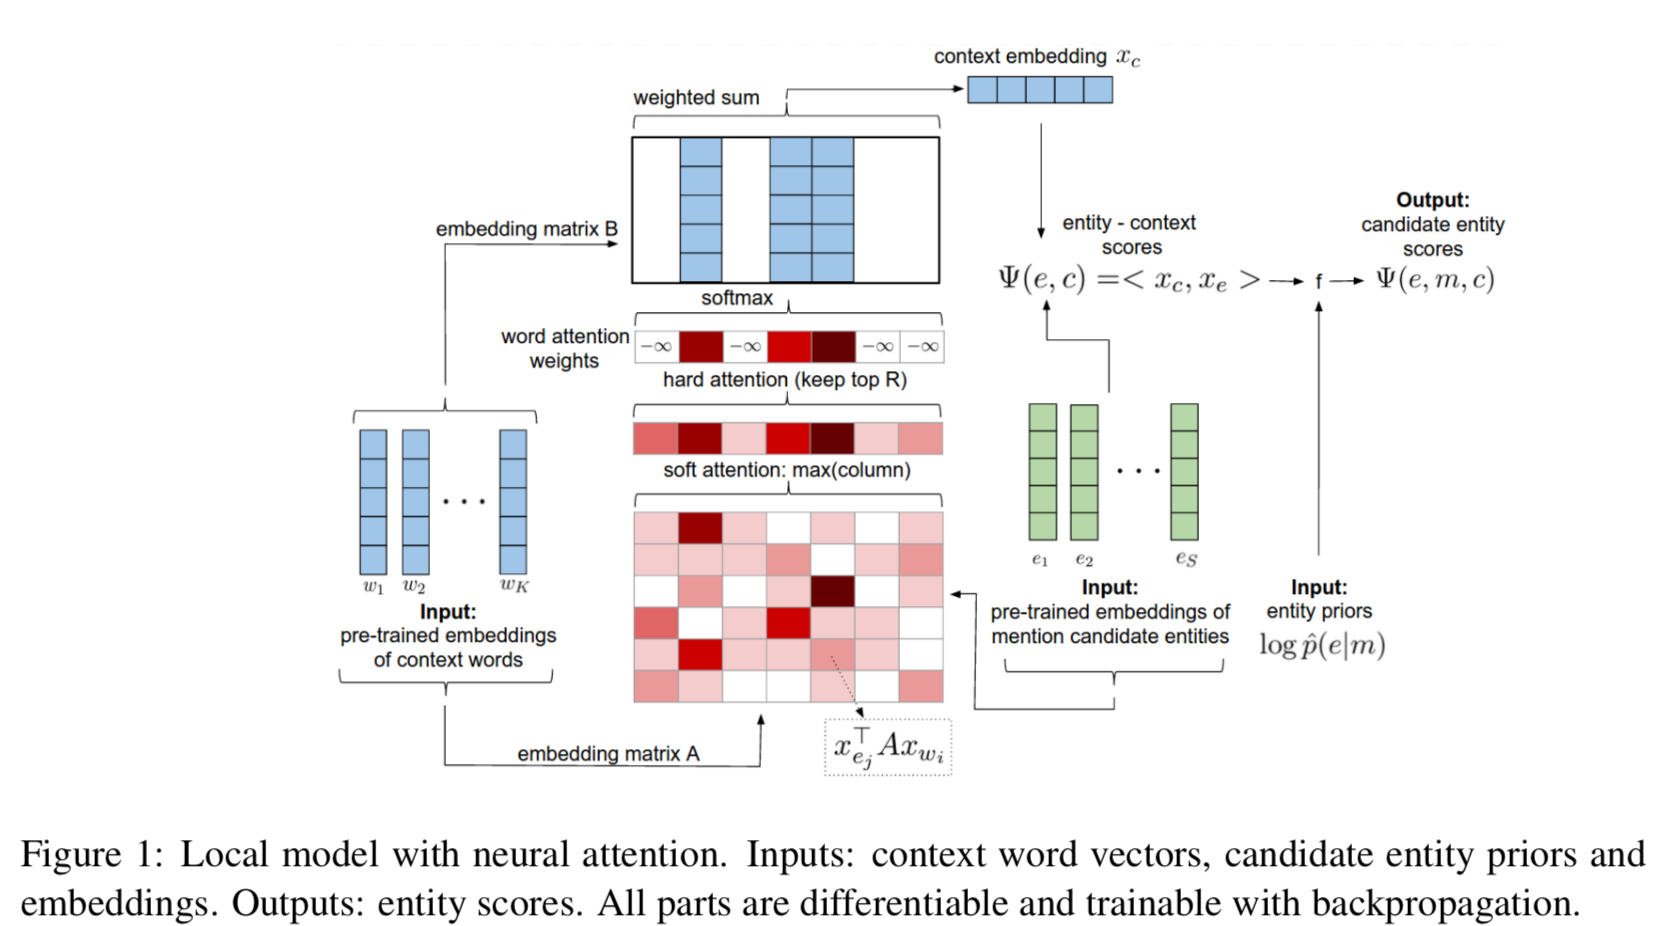 context embedding x_c
weighted sum
embedding matrix B
entity - context
scores
Output:
candidate entity
scores
Ψ(e, c) =< x_c, x_e >
f
Ψ(e, m, c)
softmax
word attention
weights
−∞ −∞ −∞ −∞
hard attention (keep top R)
soft attention: max(column)
w_1 w_2 ... w_K
Input:
pre-trained embeddings
of context words
embedding matrix A
x_{e_j}^⊤ A x_{w_i}
e_1 e_2 ... e_S
Input:
pre-trained embeddings of
mention candidate entities
Input:
entity priors
log p̂(e|m)
Figure 1: Local model with neural attention. Inputs: context word vectors, candidate entity priors and
embeddings. Outputs: entity scores. All parts are differentiable and trainable with backpropagation.